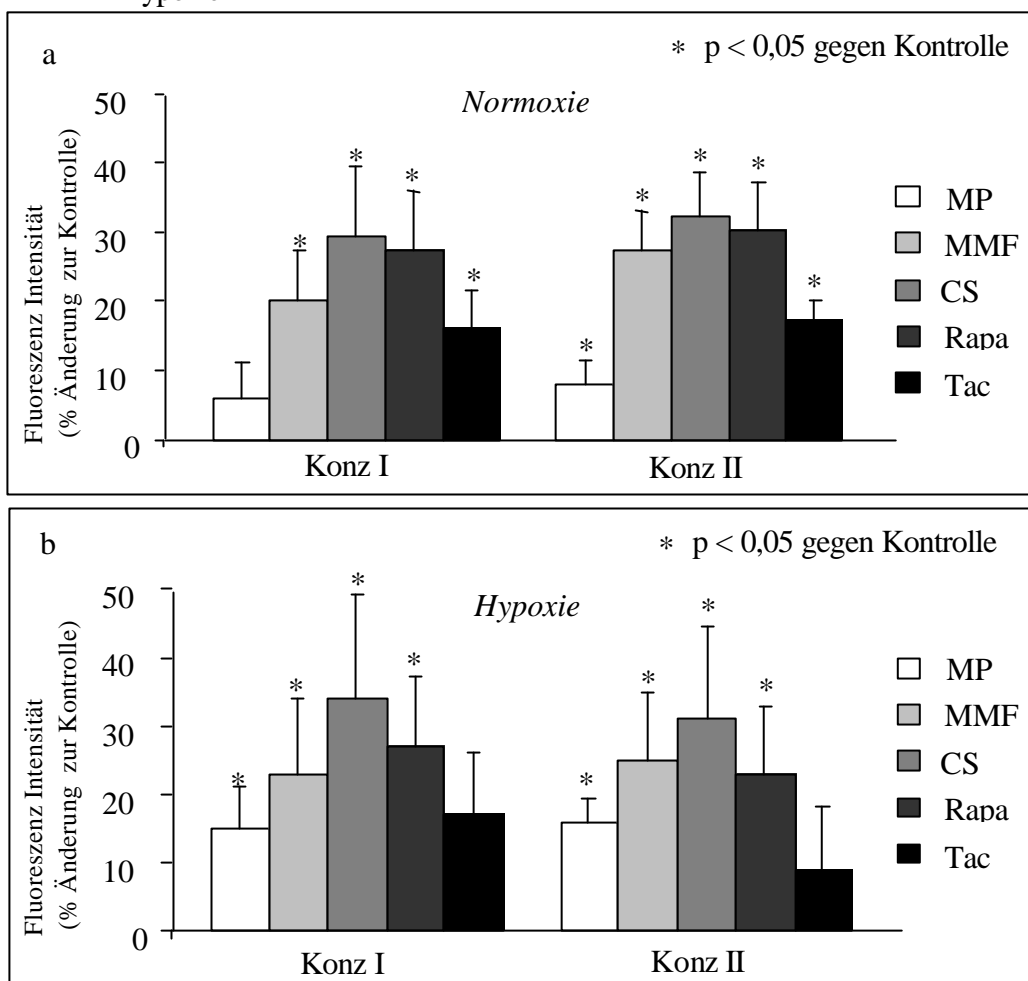 a
* p < 0,05 gegen Kontrolle
Normoxie
Fluoreszenz Intensität
(% Änderung zur Kontrolle)
50
40
30
20
10
0
* * * * * * * * *
Konz I
Konz II
MP
MMF
CS
Rapa
Tac
b
* p < 0,05 gegen Kontrolle
Hypoxie
Fluoreszenz Intensität
(% Änderung zur Kontrolle)
50
40
30
20
10
0
* * * * * * * *
Konz I
Konz II
MP
MMF
CS
Rapa
Tac